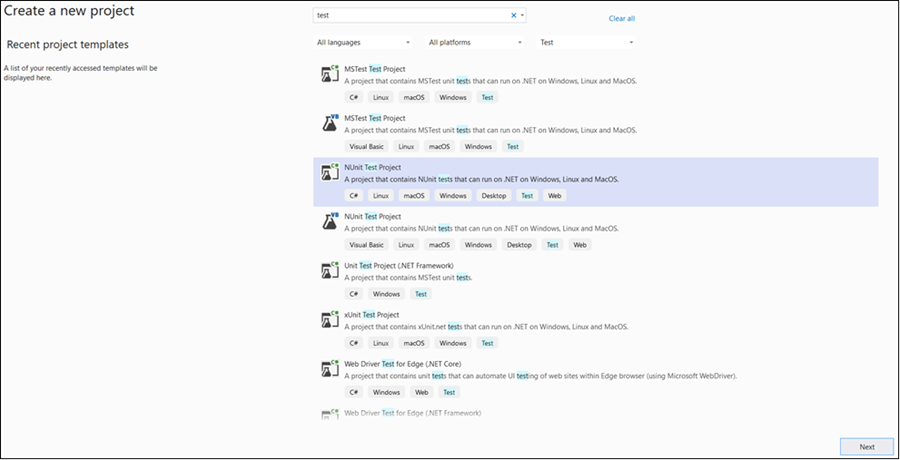 Create a new project
Recent project templates
A list of your recently accessed templates will be
displayed here.
test
Clear all
All languages
All platforms
Test
MSTest Test Project
A project that contains MSTest unit tests that can run on .NET on Windows, Linux and MacOS.
C# Linux macOS Windows Test
MSTest Test Project
A project that contains MSTest unit tests that can run on .NET on Windows, Linux and MacOS.
Visual Basic Linux macOS Windows Test
NUnit Test Project
A project that contains NUnit tests that can run on .NET on Windows, Linux and MacOS.
C# Linux macOS Windows Desktop Test Web
NUnit Test Project
A project that contains NUnit tests that can run on .NET on Windows, Linux and MacOS.
Visual Basic Linux macOS Windows Desktop Test Web
Unit Test Project (.NET Framework)
A project that contains MSTest unit tests.
C# Windows Test
xUnit Test Project
A project that contains xUnit.net tests that can run on .NET on Windows, Linux and MacOS.
C# Linux macOS Windows Test
Web Driver Test for Edge (.NET Core)
A project that contains unit tests that can automate UI testing of web sites within Edge browser (using Microsoft WebDriver).
C# Windows Web Test
Web Driver Test for Edge (.NET Framework)
Next